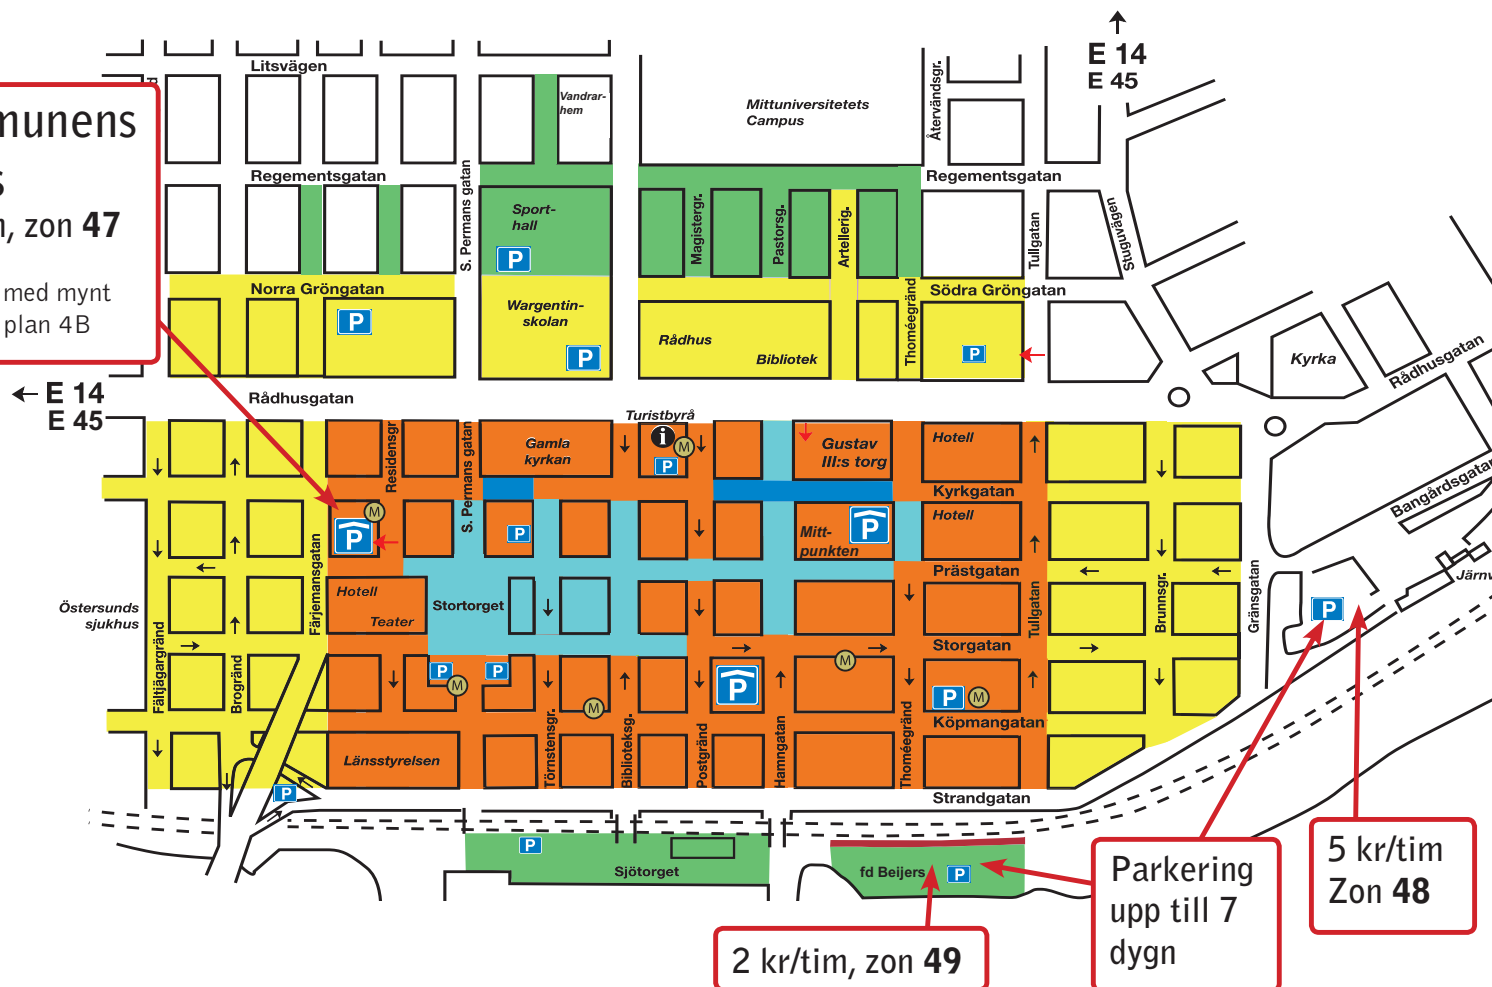 E 14
E 45
Litsvägen
Vandrar-
hem
Mittuniversitetets
Campus
Återvändsgr.
munens
s
, zon 47
med mynt
plan 4B
Regementsgatan
S. Permans gatan
Sport-
hall
P
Magistergr.
Pastorsg.
Artellerig.
Regementsgatan
Tullgatan
Stuguvägen
Norra Gröngatan
P
Wargentin-
skolan
P
Rådhus
Bibliotek
Thoméegränd
Södra Gröngatan
P
Kyrka
Rådhusgatan
E 14
E 45
Rådhusgatan
Turistbyrå
i
M
P
Residensgr
S. Permans gatan
Gamla
kyrkan
Gustav
III:s torg
Hotell
Kyrkgatan
Bangårdsgatan
M
P
P
Mitt-
punkten
P
Hotell
Prästgatan
Färjemansgatan
Hotell
Teater
Stortorget
Östersunds
sjukhus
Tullgatan
Brunnsgr.
Gränsgatan
P
Järnv
Storgatan
Fältjägargränd
Brogränd
P
M
P
M
P
M
P
M
Köpmangatan
Törnstensgr.
Biblioteksg.
Postgränd
Hamngatan
Thoméegränd
Länsstyrelsen
P
Strandgatan
P
Sjötorget
fd Beijers
P
Parkering
upp till 7
dygn
5 kr/tim
Zon 48
2 kr/tim, zon 49